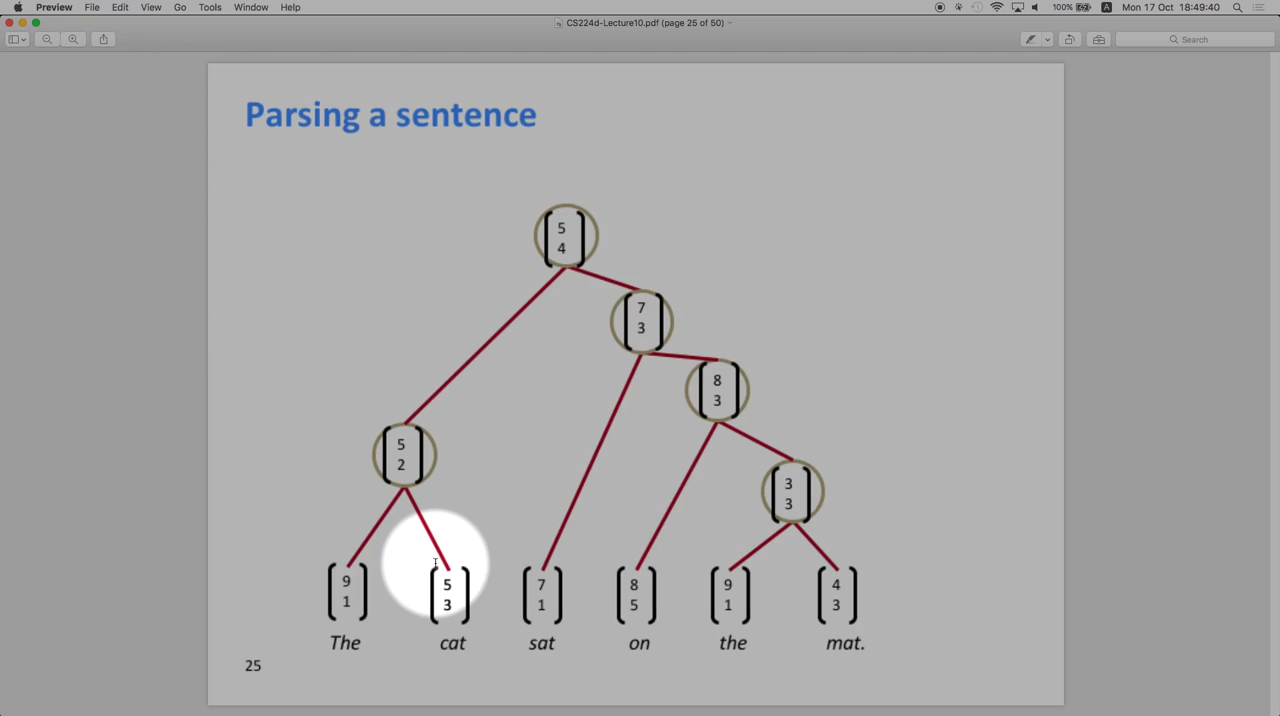 Preview File Edit View Go Tools Window Help 100% A Mon 17 Oct 18:49:40
CS224d-Lecture10.pdf (page 25 of 50)
Search
Parsing a sentence
5
4
7
3
8
3
5
2
3
3
9 5 7 8 9 4
1 3 1 5 1 3
The cat sat on the mat.
25